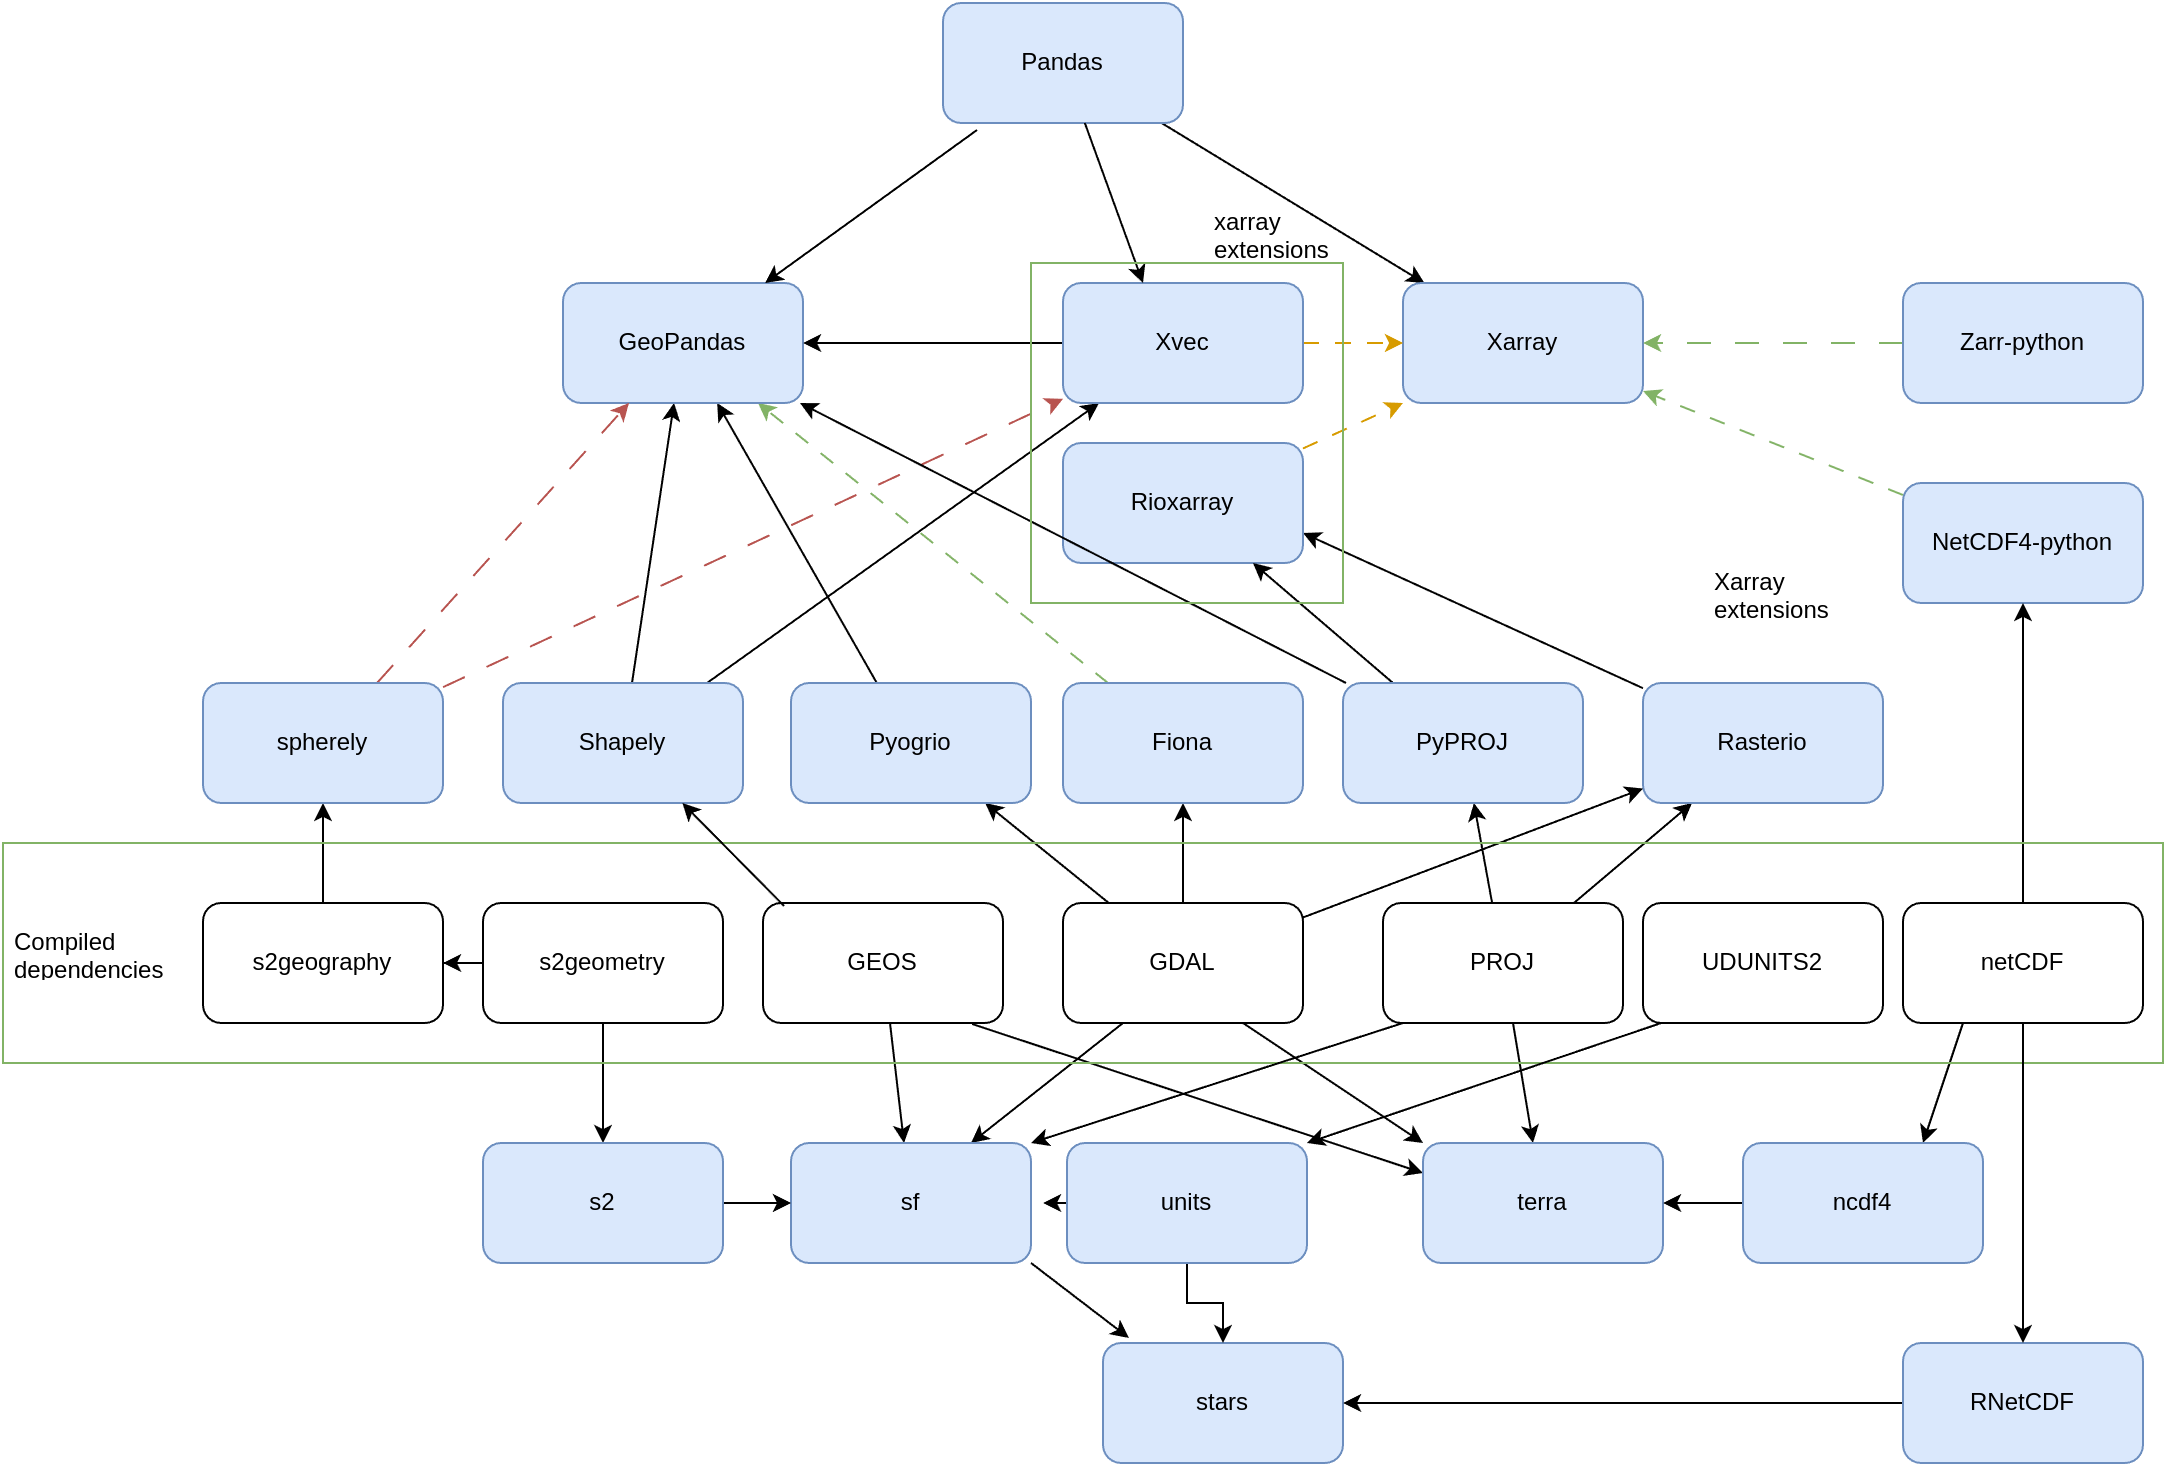 Pandas
xarray
extensions
GeoPandas
Xvec
Xarray
Zarr-python
Rioxarray
NetCDF4-python
Xarray
extensions
spherely
Shapely
Pyogrio
Fiona
PyPROJ
Rasterio
Compiled
dependencies
s2geography
s2geometry
GEOS
GDAL
PROJ
UDUNITS2
netCDF
s2
sf
units
terra
ncdf4
stars
RNetCDF